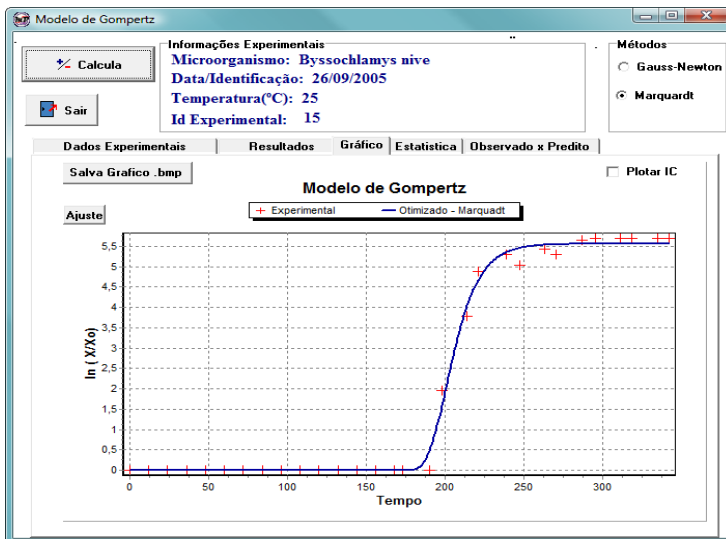 Modelo de Gompertz
Calcula
Sair
Informações Experimentais
Microorganismo: Byssochlamys nive
Data/Identificação: 26/09/2005
Temperatura(ºC): 25
Id Experimental: 15
Métodos
Gauss-Newton
Marquardt
Dados Experimentais Resultados Gráfico Estatistica Observado x Predito
Salva Grafico .bmp
Plotar IC
Modelo de Gompertz
Ajuste
Experimental Otimizado - Marquadt
5,5
5
4,5
4
3,5
3
2,5
2
1,5
1
0,5
0
ln ( X/Xo)
0 50 100 150 200 250 300
Tempo